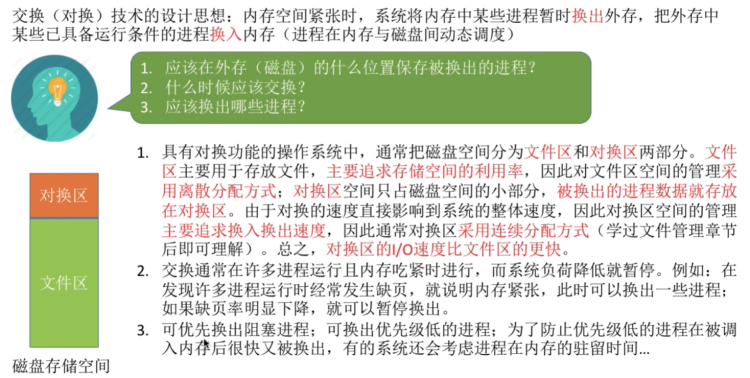 交换（对换）技术的设计思想：内存空间紧张时，系统将内存中某些进程暂时换出外存，把外存中
某些已具备运行条件的进程换入内存（进程在内存与磁盘间动态调度）
1. 应该在外存（磁盘）的什么位置保存被换出的进程？
2. 什么时候应该交换？
3. 应该换出哪些进程？
对换区
文件区
磁盘存储空间
1. 具有对换功能的操作系统中，通常把磁盘空间分为文件区和对换区两部分。文件
区主要用于存放文件，主要追求存储空间的利用率，因此对文件区空间的管理采
用离散分配方式；对换区空间只占磁盘空间的小部分，被换出的进程数据就存放
在对换区。由于对换的速度直接影响到系统的整体速度，因此对换区空间的管理
主要追求换入换出速度，因此通常对换区采用连续分配方式（学过文件管理章节
后即可理解）。总之，对换区的I/O速度比文件区的更快。
2. 交换通常在许多进程运行且内存吃紧时进行，而系统负荷降低就暂停。例如：在
发现许多进程运行时经常发生缺页，就说明内存紧张，此时可以换出一些进程；
如果缺页率明显下降，就可以暂停换出。
3. 可优先换出阻塞进程；可换出优先级低的进程；为了防止优先级低的进程在被调
入内存后很快又被换出，有的系统还会考虑进程在内存的驻留时间…